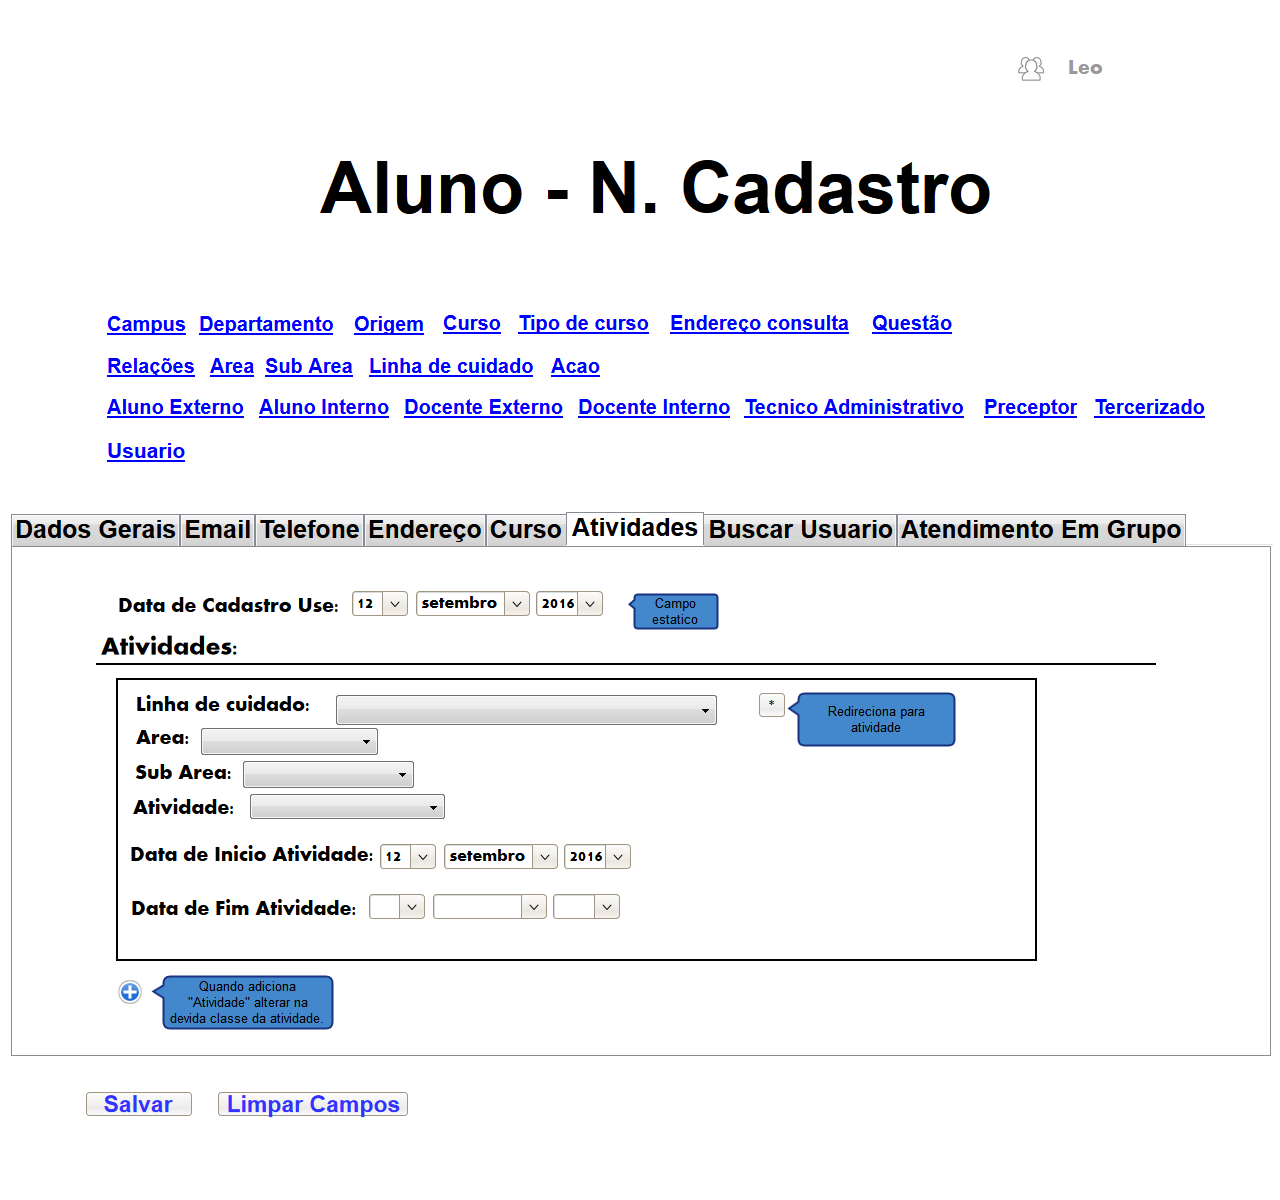 Leo
Aluno - N. Cadastro
Campus Departamento Origem Curso Tipo de curso Endereço consulta Questão
Relações Area Sub Area Linha de cuidado Acao
Aluno Externo Aluno Interno Docente Externo Docente Interno Tecnico Administrativo Preceptor Tercerizado
Usuario
Dados Gerais Email Telefone Endereço Curso Atividades Buscar Usuario Atendimento Em Grupo
Data de Cadastro Use: 12 setembro 2016
Campo
estatico
Atividades:
Linha de cuidado: *
Redireciona para
atividade
Area:
Sub Area:
Atividade:
Data de Inicio Atividade: 12 setembro 2016
Data de Fim Atividade:
Quando adiciona
"Atividade" alterar na
devida classe da atividade.
Salvar Limpar Campos